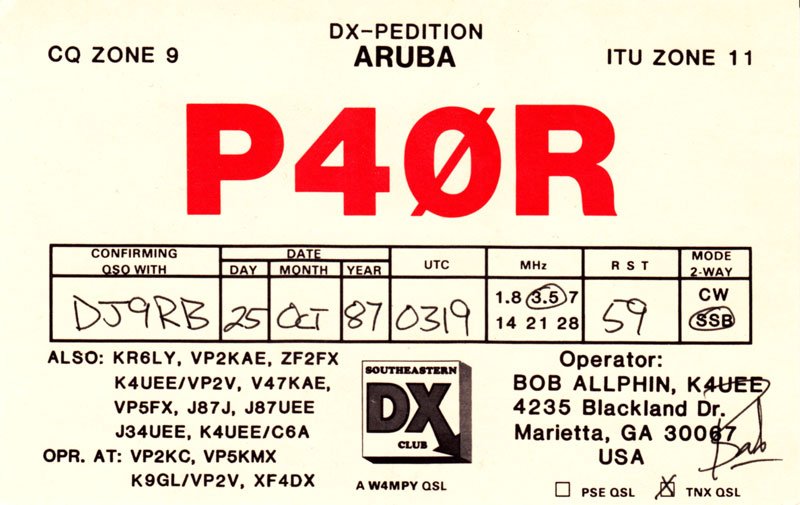 DX-PEDITION
CQ ZONE 9 ARUBA ITU ZONE 11
P4ØR
CONFIRMING QSO WITH DATE DAY MONTH YEAR UTC MHz R S T MODE 2-WAY
DJ9RB 25 OCT 87 0319 1.8 3.5 7 14 21 28 59 CW SSB
ALSO: KR6LY, VP2KAE, ZF2FX
K4UEE/VP2V, V47KAE,
VP5FX, J87J, J87UEE
J34UEE, K4UEE/C6A
OPR. AT: VP2KC, VP5KMX
K9GL/VP2V, XF4DX
SOUTHEASTERN
DX
CLUB
A W4MPY QSL
Operator:
BOB ALLPHIN, K4UEE
4235 Blackland Dr.
Marietta, GA 30067
USA
Bob
PSE QSL TNX QSL